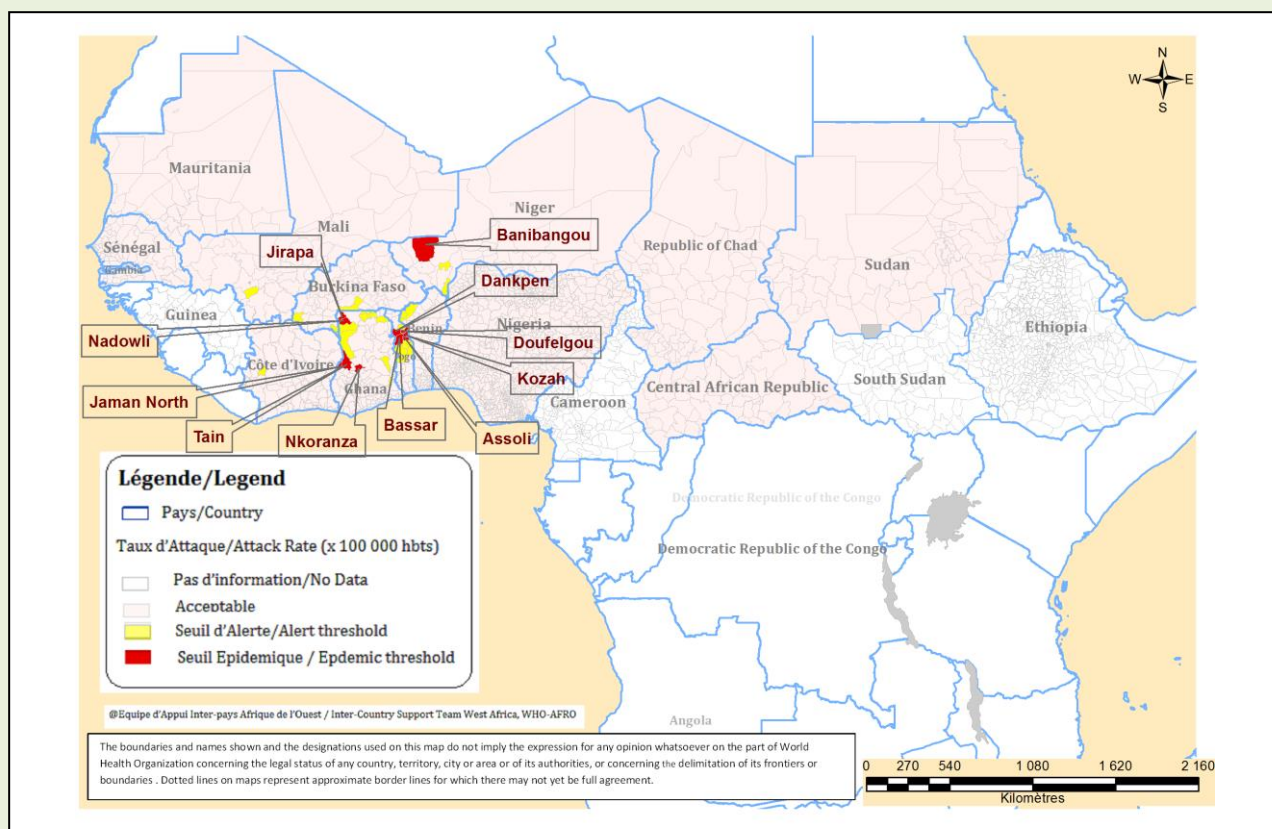 N
W E
S
Mauritania
Mali
Niger
Sénégal
Gambia
Jirapa
Banibangou
Republic of Chad
Sudan
Burkina Faso
Dankpen
Guinea
Benin
Nigeria
Ethiopia
Nadowli
Doufelgou
Togo
Côte d'Ivoire
Kozah
South Sudan
Ghana
Central African Republic
Jaman North
Cameroon
Bassar
Tain
Nkoranza
Assoli
Légende/Legend
Pays/Country
Taux d'Attaque/Attack Rate (x 100 000 hbts)
Pas d'information/No Data
Acceptable
Seuil d'Alerte/Alert threshold
Seuil Epidemique / Epdemic threshold
Democratic Republic of the Congo
Democratic Republic of the Congo
Angola
@Equipe d'Appui Inter-pays Afrique de l'Ouest / Inter-Country Support Team West Africa, WHO-AFRO
The boundaries and names shown and the designations used on this map do not imply the expression for any opinion whatsoever on the part of World
Health Organization concerning the legal status of any country, territory, city or area or of its authorities, or concerning the delimitation of its frontiers or
boundaries . Dotted lines on maps represent approximate border lines for which there may not yet be full agreement.
0 270 540 1 080 1 620 2 160
Kilomètres